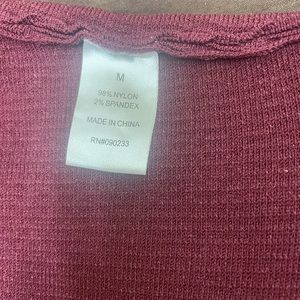 M
98% NYLON
2% SPANDEX
MADE IN CHINA
RN#090233